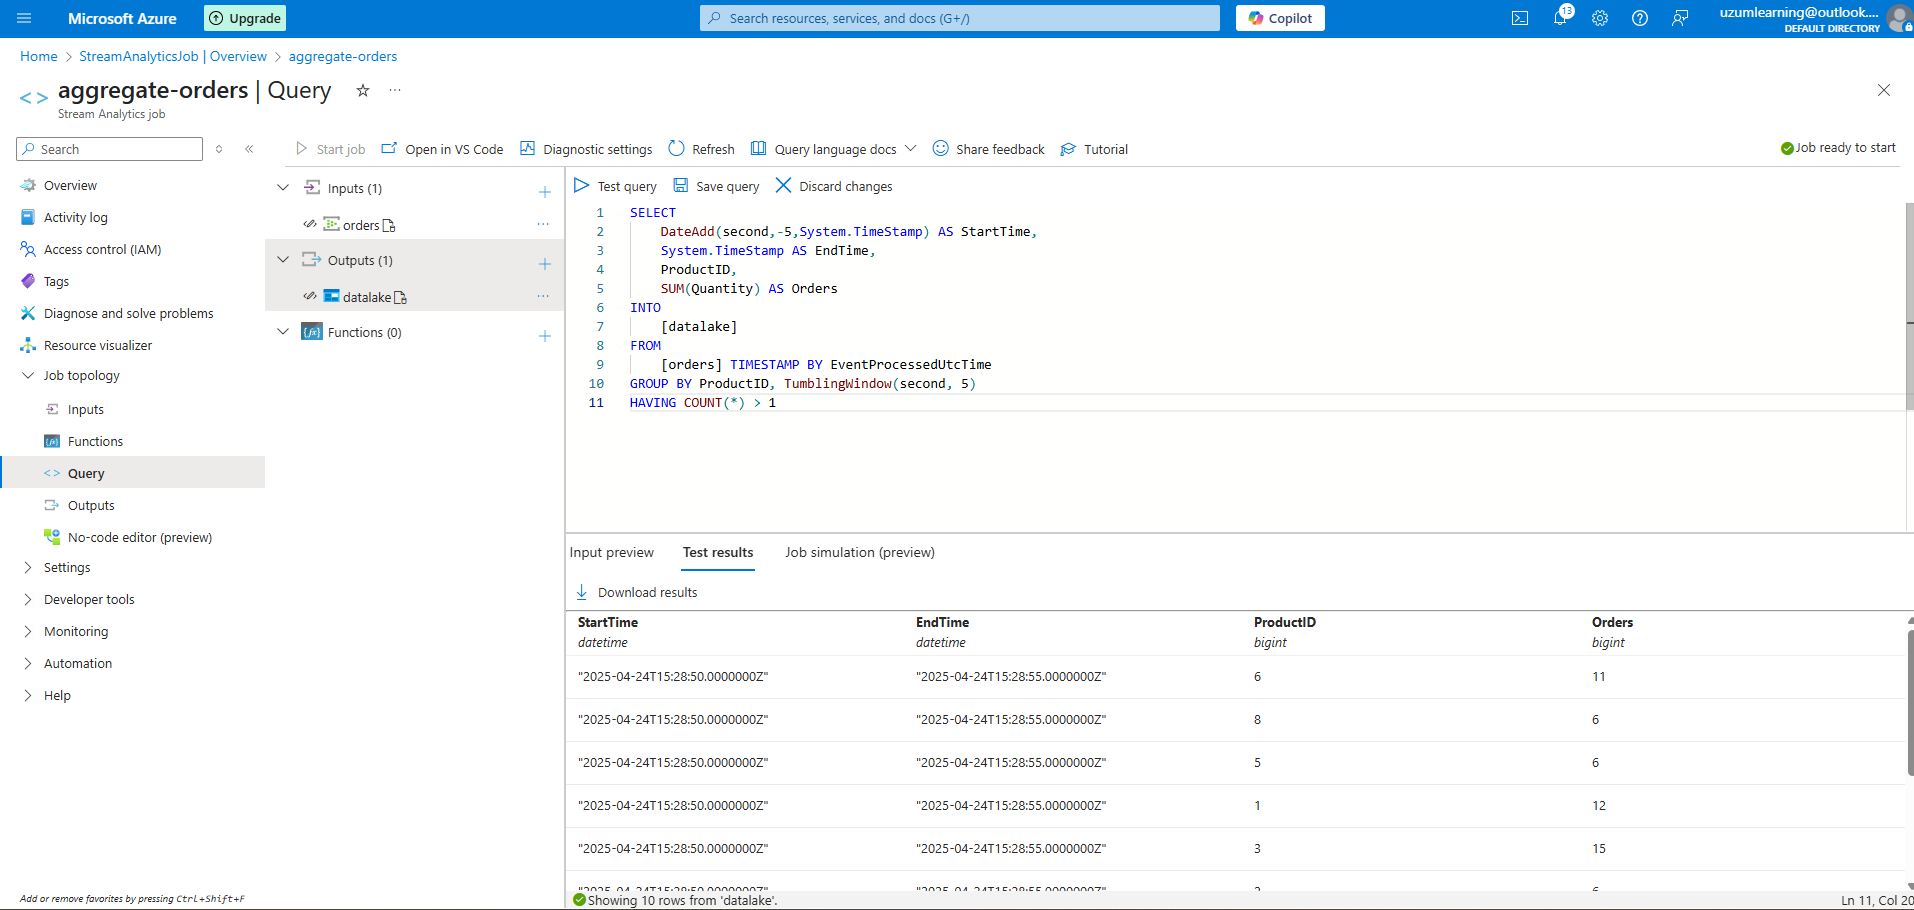 Microsoft Azure
Upgrade
Search resources, services, and docs (G+/)
Copilot
13
uzumlearning@outlook....
DEFAULT DIRECTORY
Home > StreamAnalyticsJob | Overview > aggregate-orders
aggregate-orders | Query
Stream Analytics job
Search
Start job
Open in VS Code
Diagnostic settings
Refresh
Query language docs
Share feedback
Tutorial
Job ready to start
Overview
Activity log
Access control (IAM)
Tags
Diagnose and solve problems
Resource visualizer
Job topology
Inputs
Functions
Query
Outputs
No-code editor (preview)
Settings
Developer tools
Monitoring
Automation
Help
Add or remove favorites by pressing Ctrl+Shift+F
Inputs (1)
orders
Outputs (1)
datalake
Functions (0)
Test query
Save query
Discard changes
1 SELECT
2 DateAdd(second,-5,System.TimeStamp) AS StartTime,
3 System.TimeStamp AS EndTime,
4 ProductID,
5 SUM(Quantity) AS Orders
6 INTO
7 [datalake]
8 FROM
9 [orders] TIMESTAMP BY EventProcessedUtcTime
10 GROUP BY ProductID, TumblingWindow(second, 5)
11 HAVING COUNT(*) > 1
Input preview
Test results
Job simulation (preview)
Download results
StartTime EndTime ProductID Orders
datetime datetime bigint bigint
"2025-04-24T15:28:50.0000000Z" "2025-04-24T15:28:55.0000000Z" 6 11
"2025-04-24T15:28:50.0000000Z" "2025-04-24T15:28:55.0000000Z" 8 6
"2025-04-24T15:28:50.0000000Z" "2025-04-24T15:28:55.0000000Z" 5 6
"2025-04-24T15:28:50.0000000Z" "2025-04-24T15:28:55.0000000Z" 1 12
"2025-04-24T15:28:50.0000000Z" "2025-04-24T15:28:55.0000000Z" 3 15
Showing 10 rows from 'datalake'.
Ln 11, Col 20